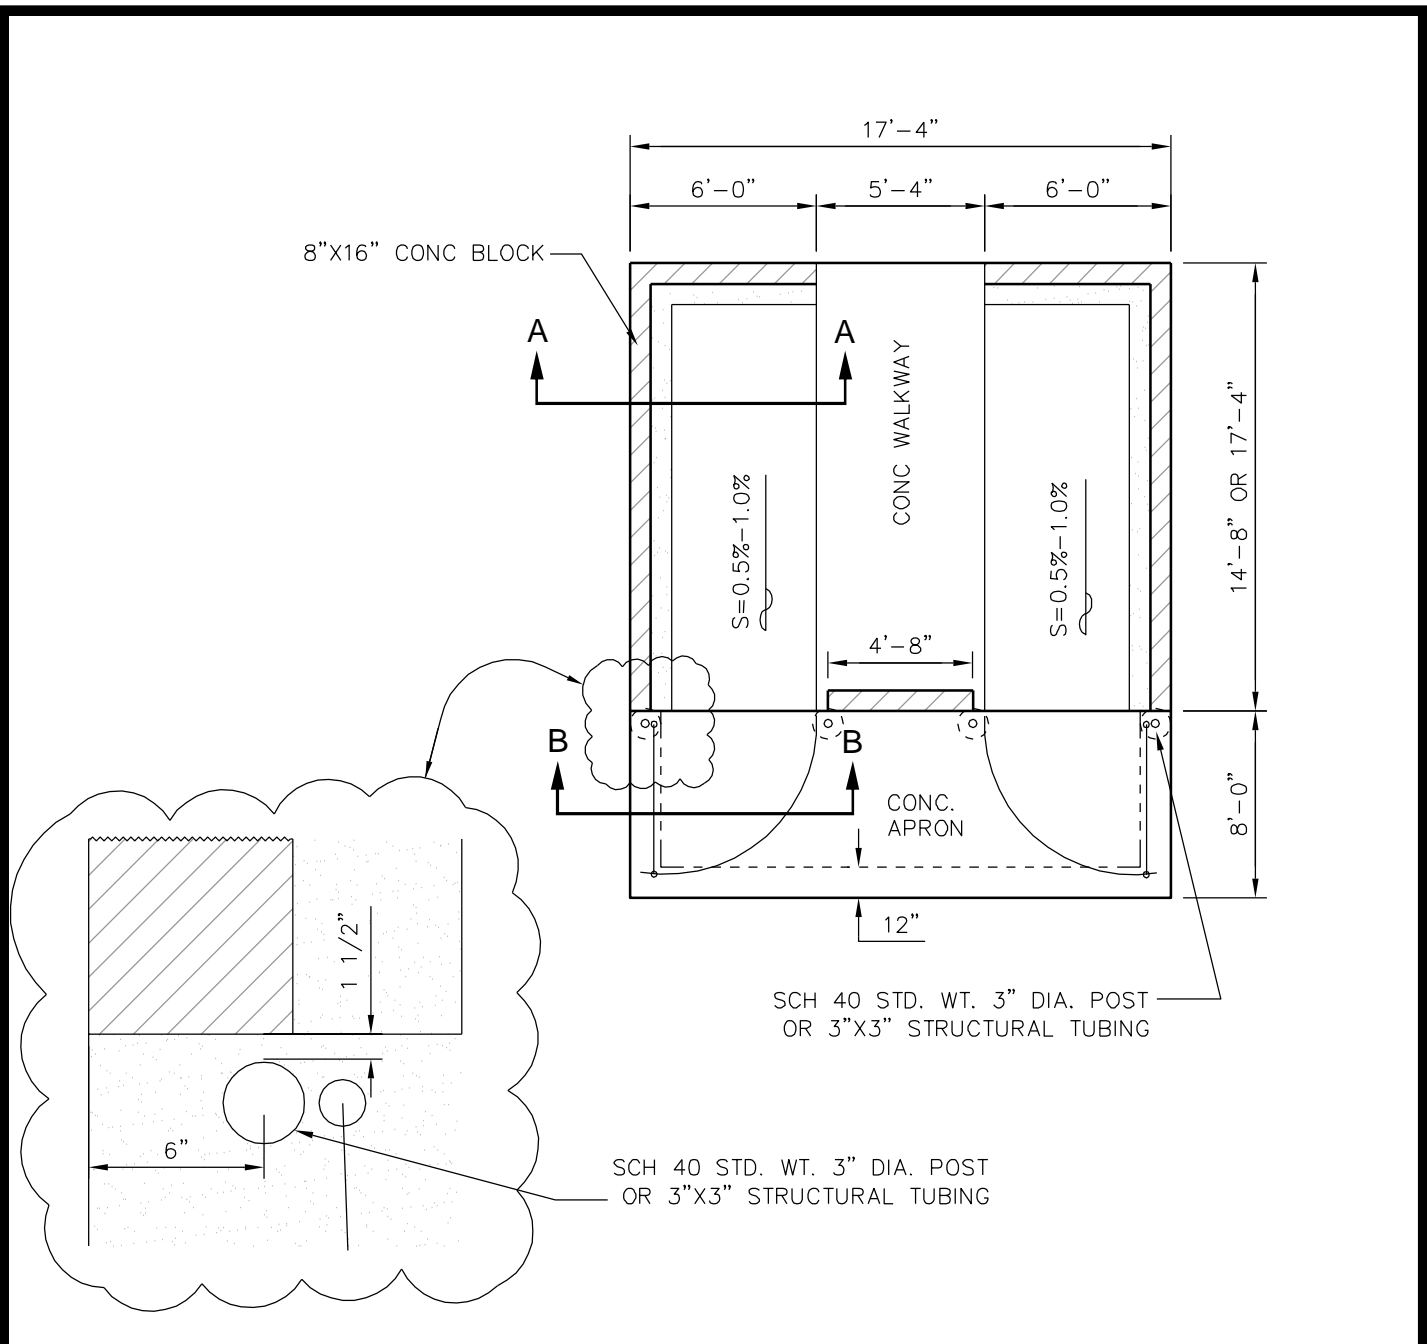 17'-4"
6'-0"
5'-4"
6'-0"
8"X16" CONC BLOCK
A
A
CONC WALKWAY
14'-8" OR 17'-4"
S=0.5%-1.0%
S=0.5%-1.0%
4'-8"
B
B
CONC.
APRON
8'-0"
12"
1 1/2"
SCH 40 STD. WT. 3" DIA. POST
OR 3"X3" STRUCTURAL TUBING
6"
SCH 40 STD. WT. 3" DIA. POST
OR 3"X3" STRUCTURAL TUBING